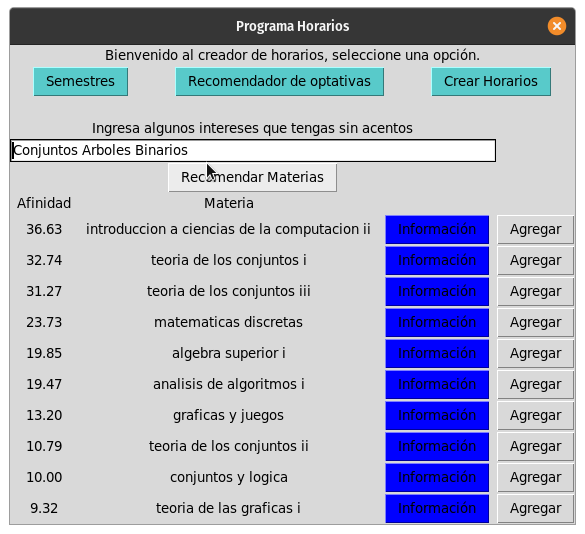 Programa Horarios
Bienvenido al creador de horarios, seleccione una opción.
Semestres Recomendador de optativas Crear Horarios
Ingresa algunos intereses que tengas sin acentos
Conjuntos Arboles Binarios
Recomendar Materias
Afinidad Materia
36.63 introduccion a ciencias de la computacion ii Información Agregar
32.74 teoria de los conjuntos i Información Agregar
31.27 teoria de los conjuntos iii Información Agregar
23.73 matematicas discretas Información Agregar
19.85 algebra superior i Información Agregar
19.47 analisis de algoritmos i Información Agregar
13.20 graficas y juegos Información Agregar
10.79 teoria de los conjuntos ii Información Agregar
10.00 conjuntos y logica Información Agregar
9.32 teoria de las graficas i Información Agregar